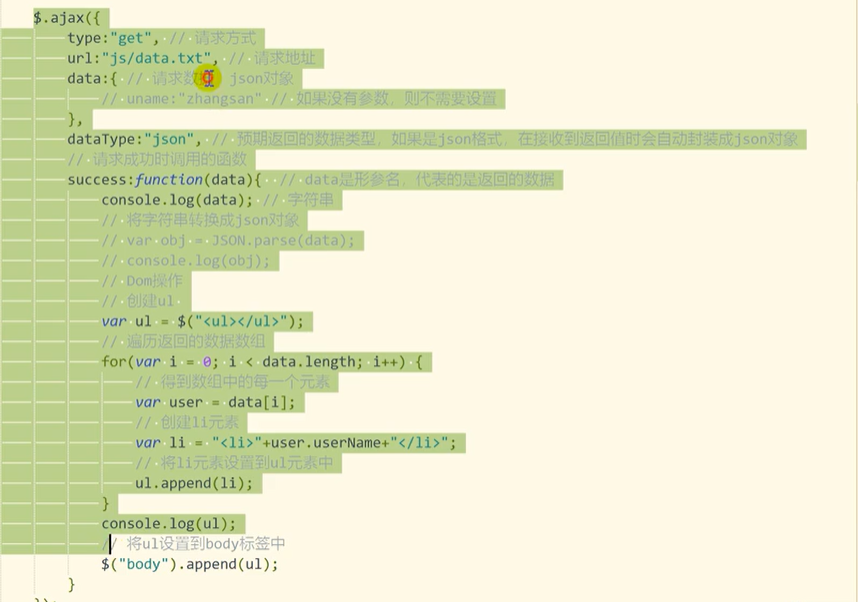 $.ajax({
type:"get", // 请求方式
url:"js/data.txt", // 请求地址
data:{ // 请求数 json对象
// uname:"zhangsan" // 如果没有参数，则不需要设置
},
dataType:"json", // 预期返回的数据类型，如果是json格式，在接收到返回值时会自动封装成json对象
// 请求成功时调用的函数
success:function(data){ // data是形参名，代表的是返回的数据
console.log(data); // 字符串
// 将字符串转换成json对象
// var obj = JSON.parse(data);
// console.log(obj);
// Dom操作
// 创建ul
var ul = $("<ul></ul>");
// 遍历返回的数据数组
for(var i = 0; i < data.length; i++) {
// 得到数组中的每一个元素
var user = data[i];
// 创建li元素
var li = "<li>"+user.userName+"</li>";
// 将li元素设置到ul元素中
ul.append(li);
}
console.log(ul);
// 将ul设置到body标签中
$("body").append(ul);
}